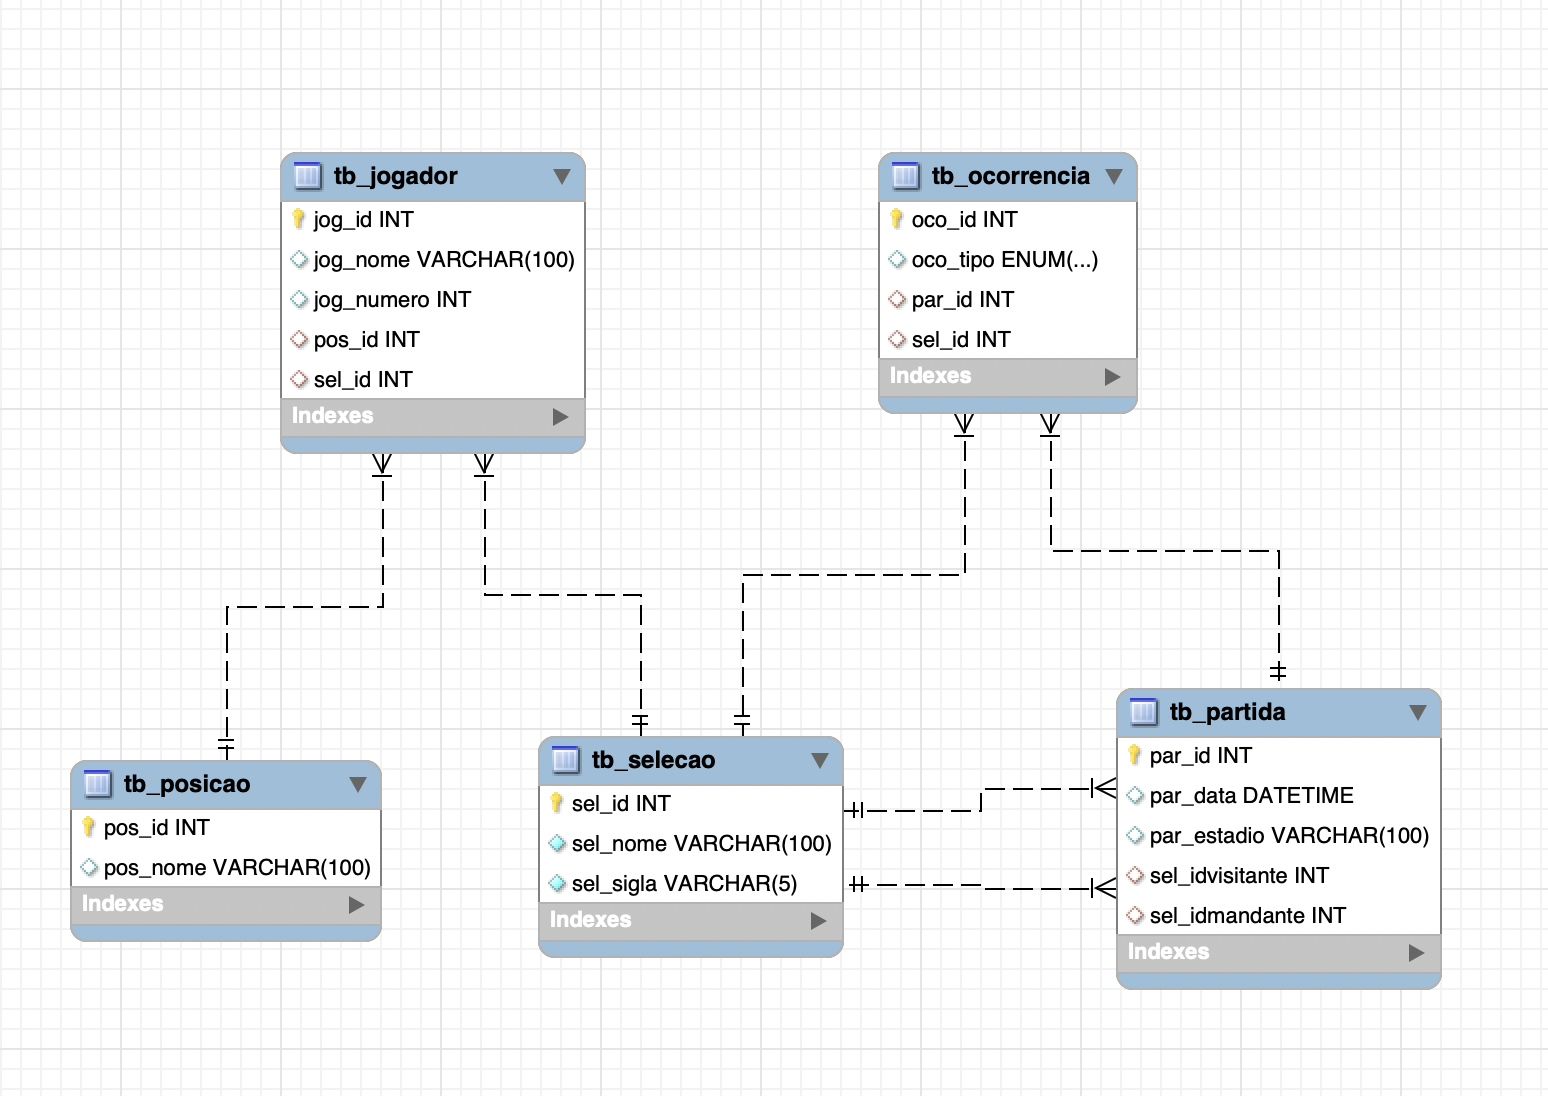 tb_jogador
jog_id INT
jog_nome VARCHAR(100)
jog_numero INT
pos_id INT
sel_id INT
Indexes
tb_ocorrencia
oco_id INT
oco_tipo ENUM(...)
par_id INT
sel_id INT
Indexes
tb_posicao
pos_id INT
pos_nome VARCHAR(100)
Indexes
tb_selecao
sel_id INT
sel_nome VARCHAR(100)
sel_sigla VARCHAR(5)
Indexes
tb_partida
par_id INT
par_data DATETIME
par_estadio VARCHAR(100)
sel_idvisitante INT
sel_idmandante INT
Indexes